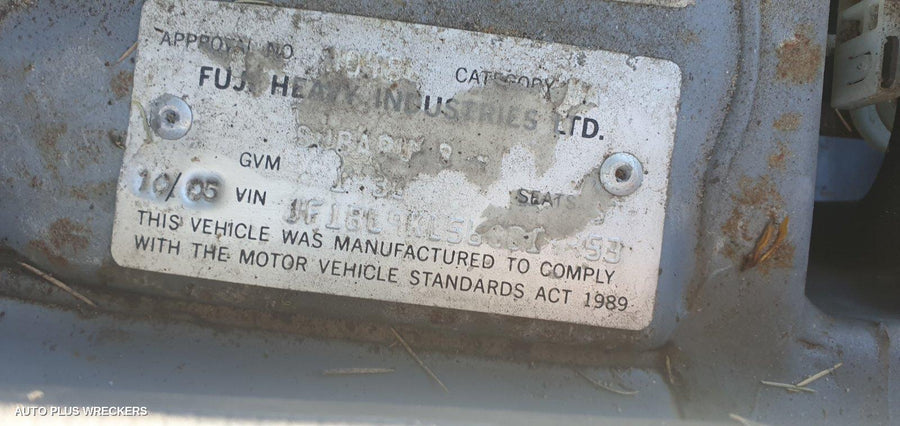 APPROVAL NO.
CATEGORY
FUJI HEAVY INDUSTRIES LTD.
GVM
SEATS
10/05 VIN
THIS VEHICLE WAS MANUFACTURED TO COMPLY
WITH THE MOTOR VEHICLE STANDARDS ACT 1989
AUTO PLUS WRECKERS